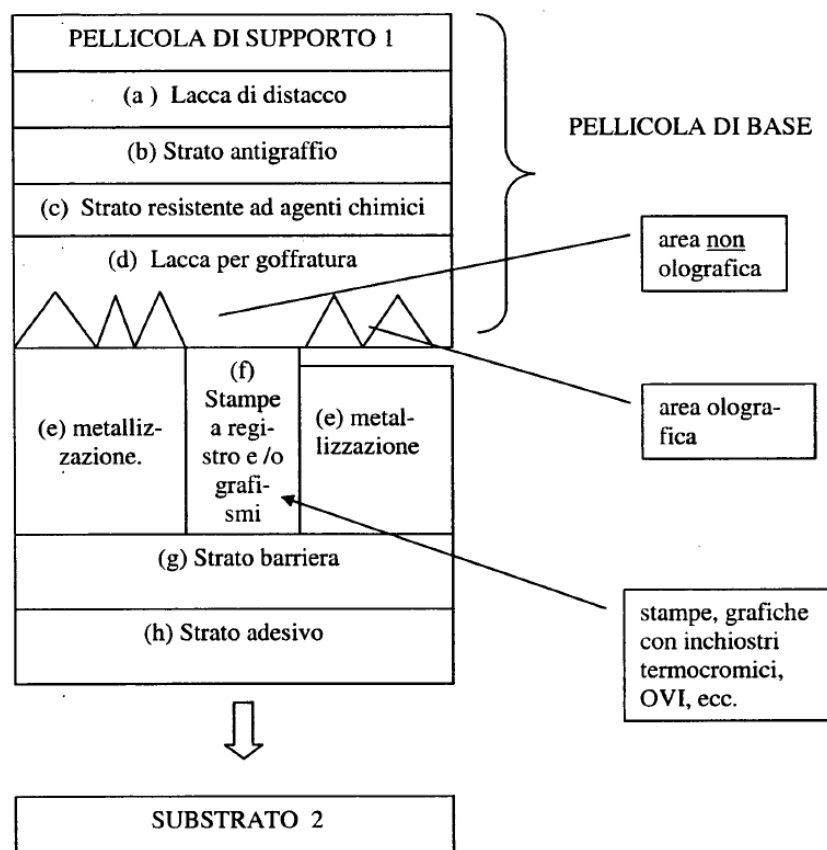 PELLICOLA DI SUPPORTO 1
(a ) Lacca di distacco
(b) Strato antigraffio
PELLICOLA DI BASE
(c) Strato resistente ad agenti chimici
(d) Lacca per goffratura
area non
olografica
(e) metalliz-
zazione.
(f)
Stampe
a regi-
stro e /o
grafi-
smi
(e) metal-
lizzazione
areaologra-
fica
(g) Strato barriera
(h) Strato adesivo
stampe, grafiche
con inchiostri
termocromici,
OVI, ecc.
SUBSTRATO 2